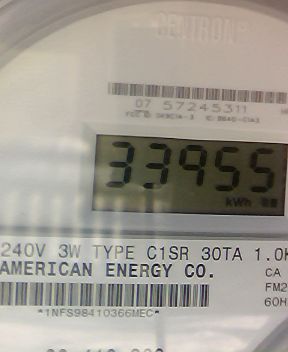 CENTRON
07 57245311
33955
kWh
240V 3W TYPE C1SR 30TA 1.0K
AMERICAN ENERGY CO.
CA
FM2
60H
*1NFS98410366MEC*